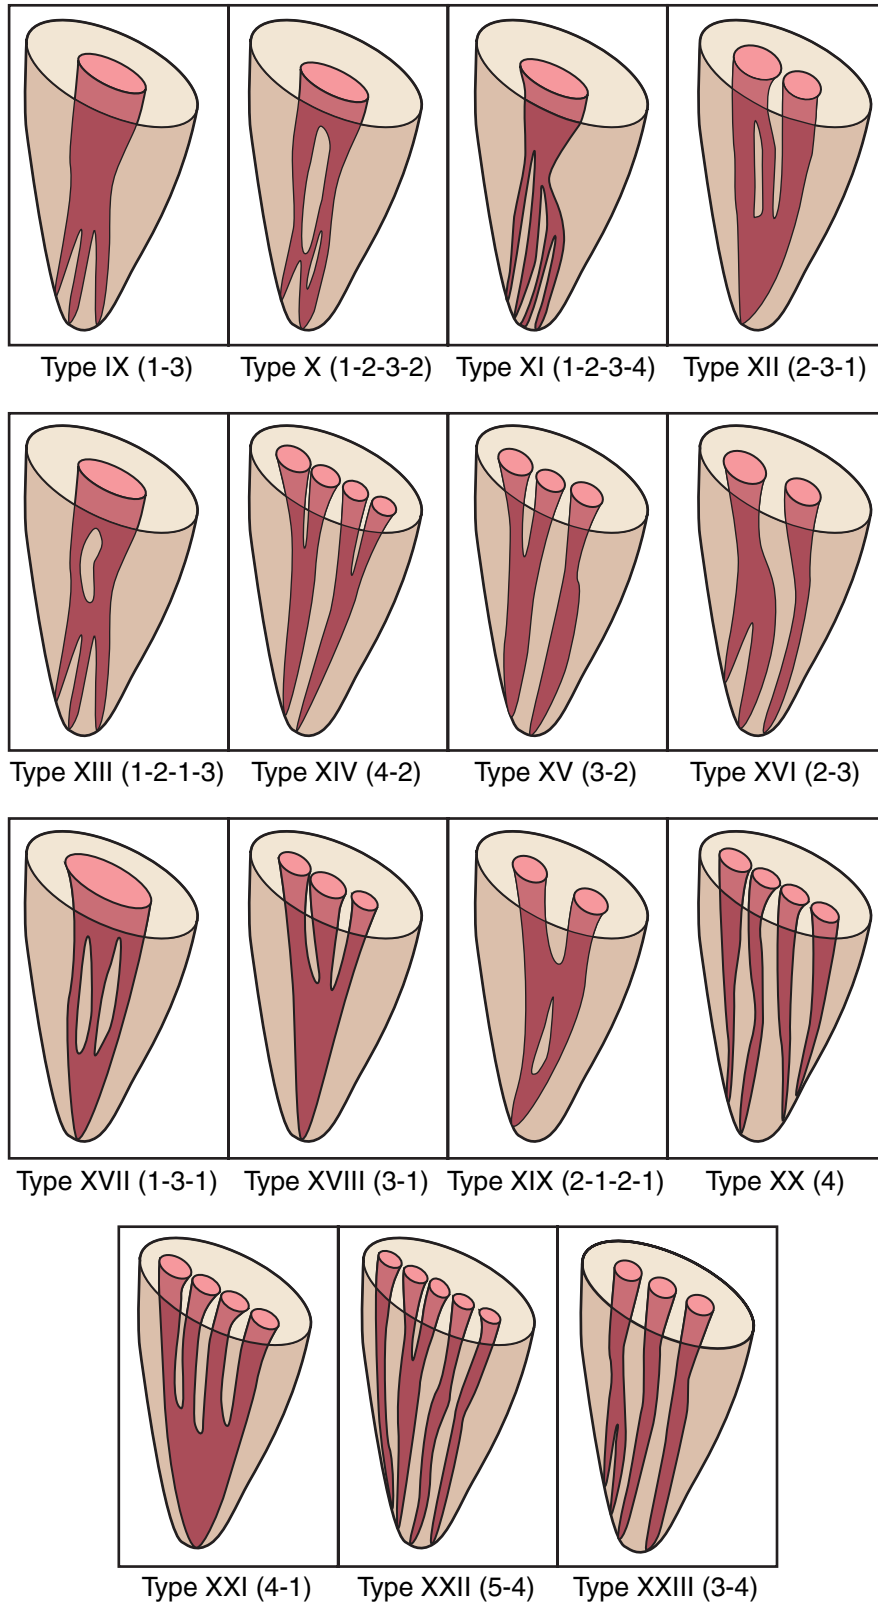 Type IX (1-3) Type X (1-2-3-2) Type XI (1-2-3-4) Type XII (2-3-1)
Type XIII (1-2-1-3) Type XIV (4-2) Type XV (3-2) Type XVI (2-3)
Type XVII (1-3-1) Type XVIII (3-1) Type XIX (2-1-2-1) Type XX (4)
Type XXI (4-1) Type XXII (5-4) Type XXIII (3-4)